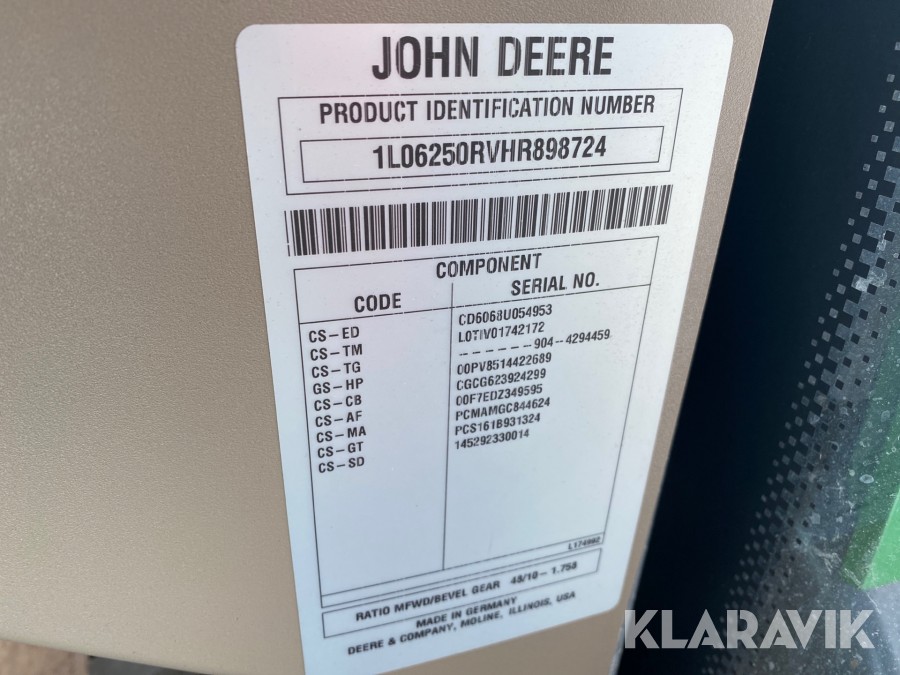 JOHN DEERE
PRODUCT IDENTIFICATION NUMBER
1L06250RVHR898724
COMPONENT
CODE SERIAL NO.
CS-ED CD6068U054953
CS-TM L0TIV01742172
CS-TG ------904-4294459
GS-HP 00PV8514422689
CS-CB CGCG623924299
CS-AF 00F7EDZ349595
CS-MA PCMAMGC844624
CS-GT PCS161B931324
CS-SD 145292330014
RATIO MFWD/BEVEL GEAR 48/10-1.758
MADE IN GERMANY
DEERE & COMPANY, MOLINE, ILLINOIS, USA
KLARAVIK